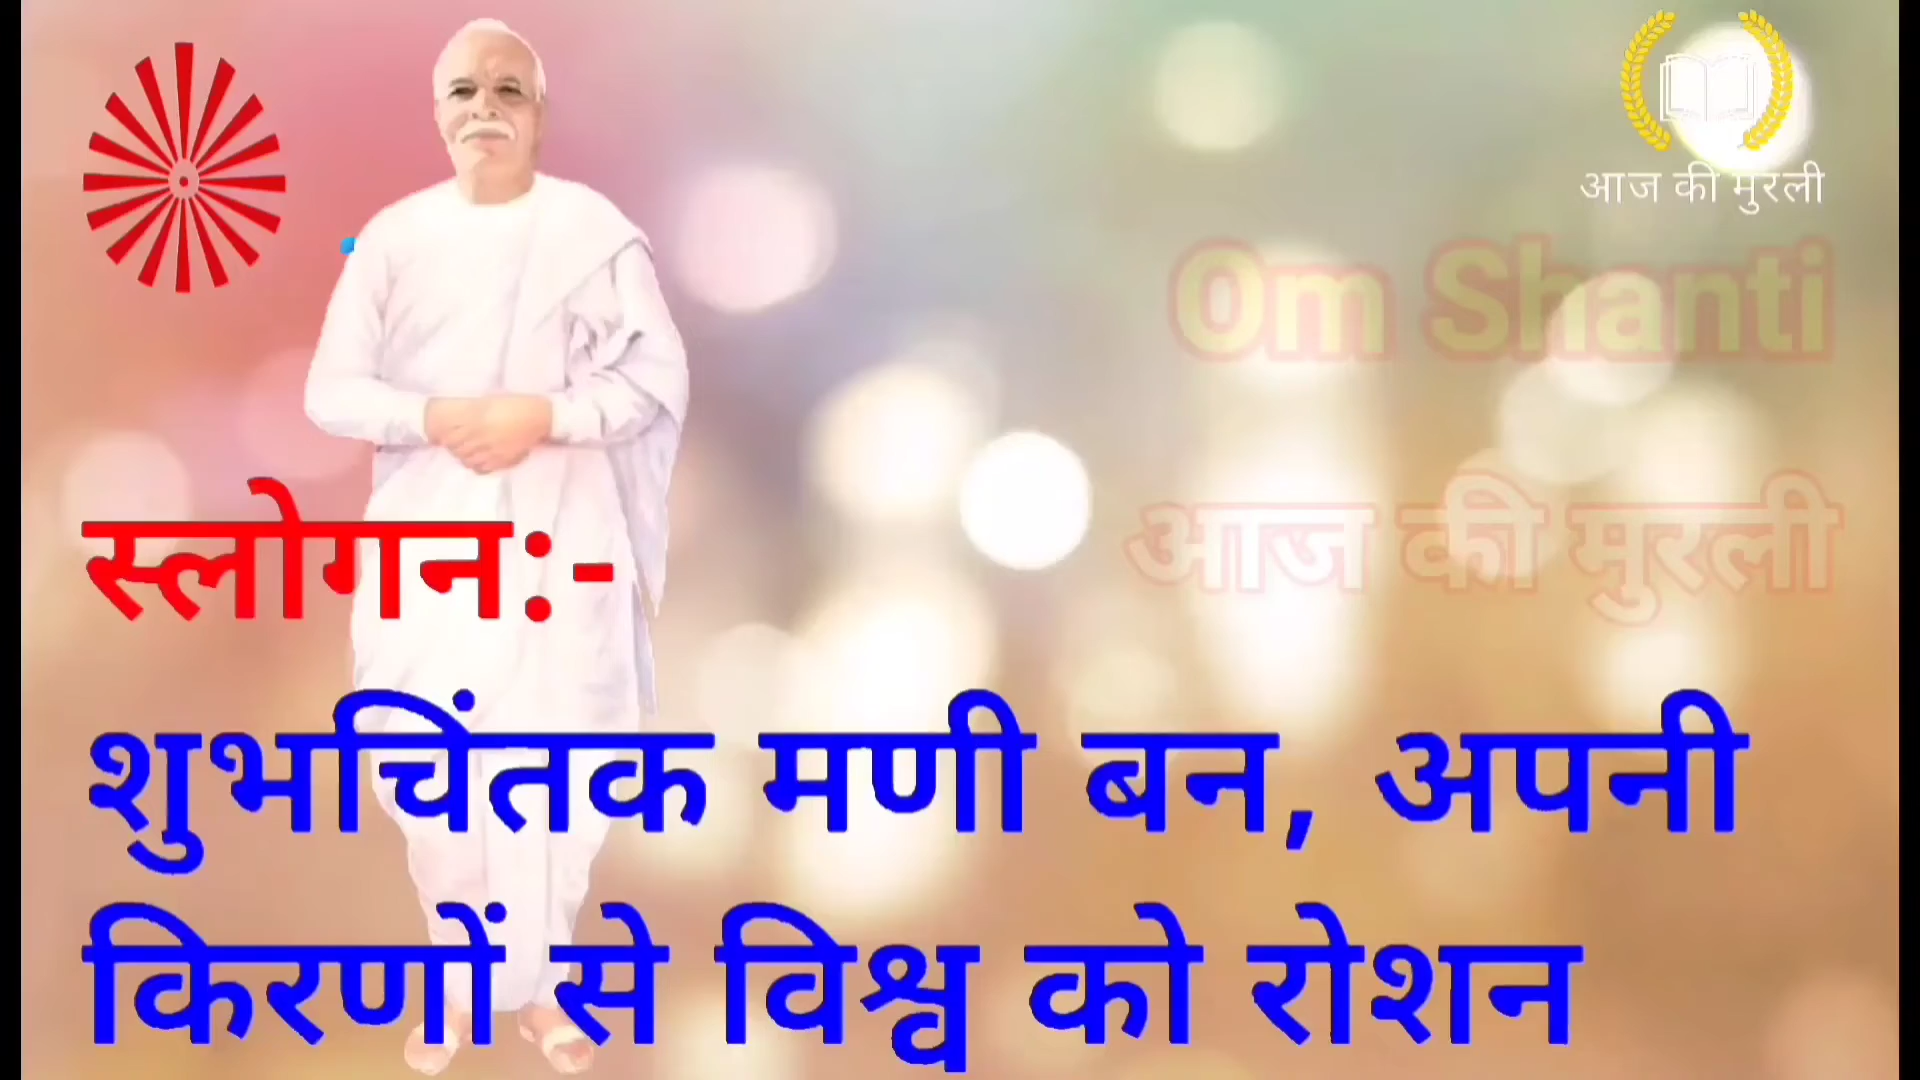 आज की मुरली
Om Shanti
आज की मुरली
स्लोगन:-
शुभचिंतक मणी बन, अपनी
किरणों से विश्व को रोशन